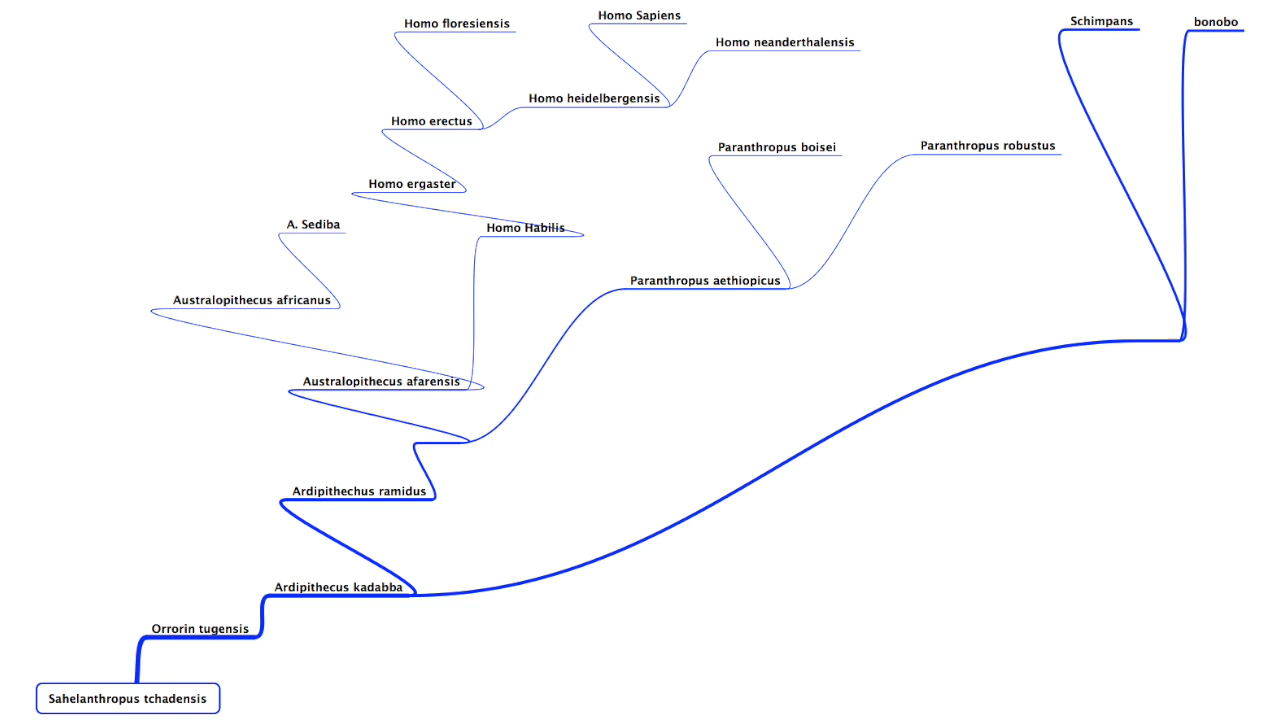 Homo floresiensis
Homo Sapiens
Schimpans
bonobo
Homo neanderthalensis
Homo heidelbergensis
Homo erectus
Paranthropus boisei
Paranthropus robustus
Homo ergaster
A. Sediba
Homo Habilis
Paranthropus aethiopicus
Australopithecus africanus
Australopithecus afarensis
Ardipithechus ramidus
Ardipithecus kadabba
Orrorin tugensis
Sahelanthropus tchadensis